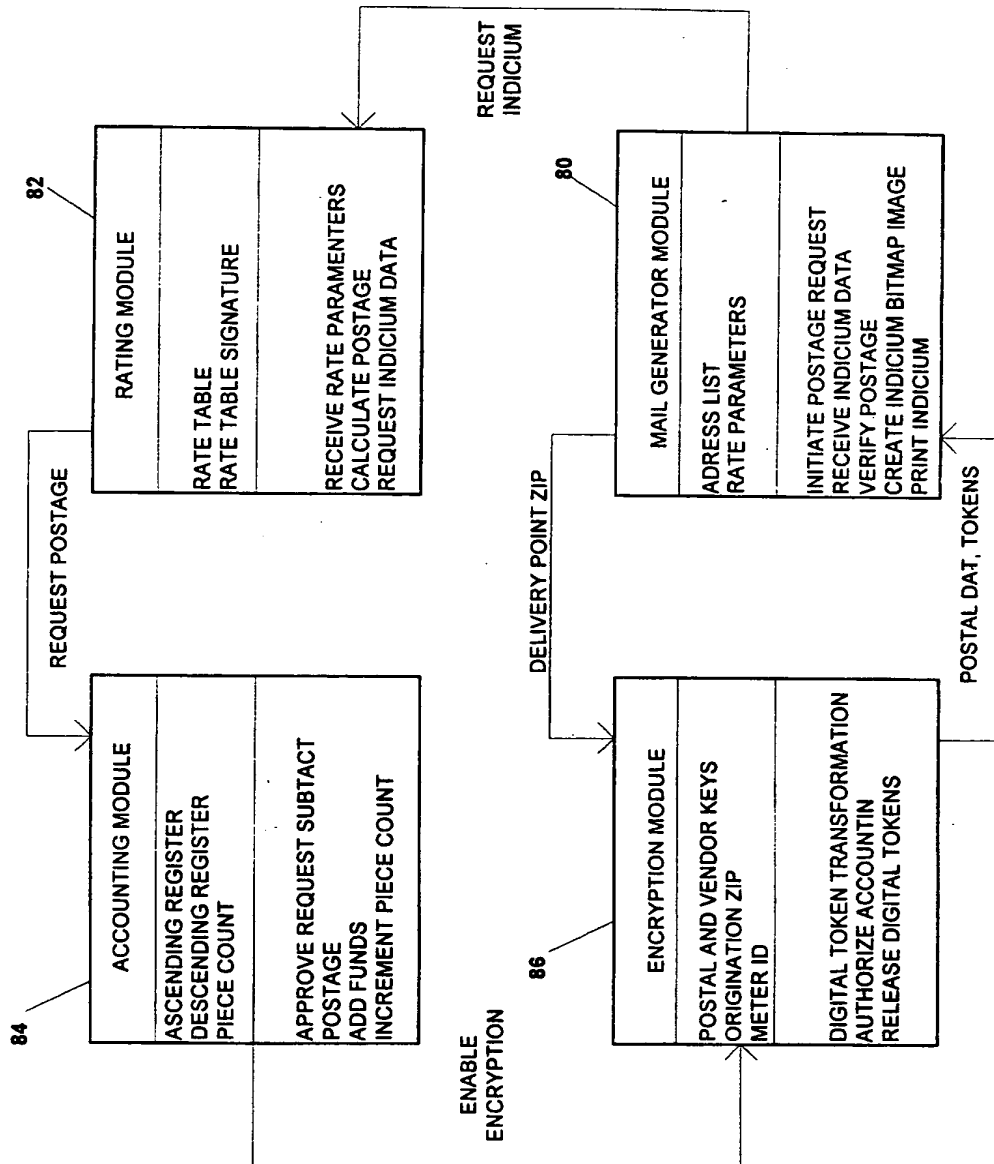 84
ACCOUNTING MODULE
ASCENDING REGISTER
DESCENDING REGISTER
PIECE COUNT
APPROVE REQUEST SUBTACT
POSTAGE
ADD FUNDS
INCREMENT PIECE COUNT
REQUEST POSTAGE
82
RATING MODULE
RATE TABLE
RATE TABLE SIGNATURE
RECEIVE RATE PARAMENTERS
CALCULATE POSTAGE
REQUEST INDICIUM DATA
REQUEST
INDICIUM
ENABLE
ENCRYPTION
86
ENCRYPTION MODULE
POSTAL AND VENDOR KEYS
ORIGINATION ZIP
METER ID
DIGITAL TOKEN TRANSFORMATION
AUTHORIZE ACCOUNTIN
RELEASE DIGITAL TOKENS
DELIVERY POINT ZIP
80
MAIL GENERATOR MODULE
ADRESS LIST
RATE PARAMETERS
INITIATE POSTAGE REQUEST
RECEIVE INDICIUM DATA
VERIFY POSTAGE
CREATE INDICIUM BITMAP IMAGE
PRINT INDICIUM
POSTAL DAT, TOKENS